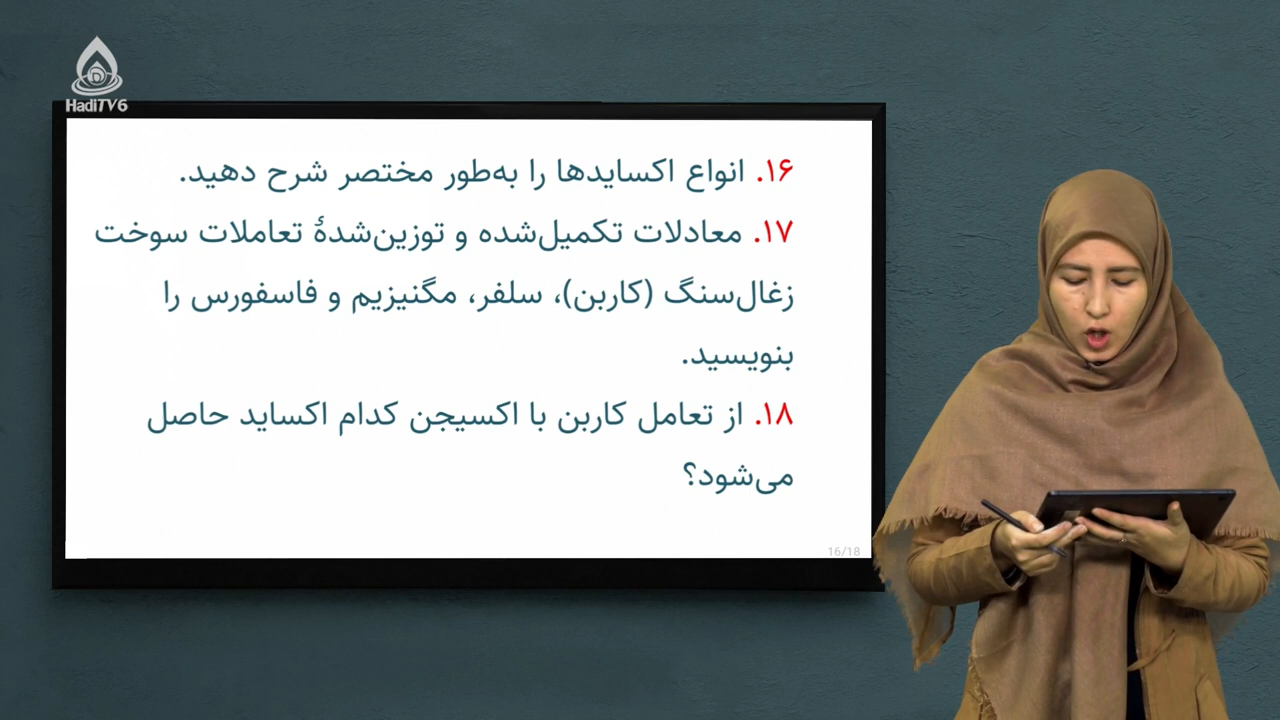 HadiTV6
۱۶. انواع اکسایدها را به‌طور مختصر شرح دهید.
۱۷. معادلات تکمیل‌شده و توزین‌شدهٔ تعاملات سوخت
زغال‌سنگ (کاربن)، سلفر، مگنیزیم و فاسفورس را
بنویسید.
۱۸. از تعامل کاربن با اکسیجن کدام اکساید حاصل
می‌شود؟
16/18